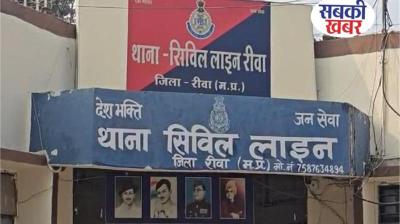 सबकी
खबर
थाना - सिविल लाइन रीवा
जिला - रीवा (म.प्र.)
देश भक्ति
जन सेवा
थाना सिविल लाइन
जिला रीवा (म.प्र.) मो.नं 7587634894